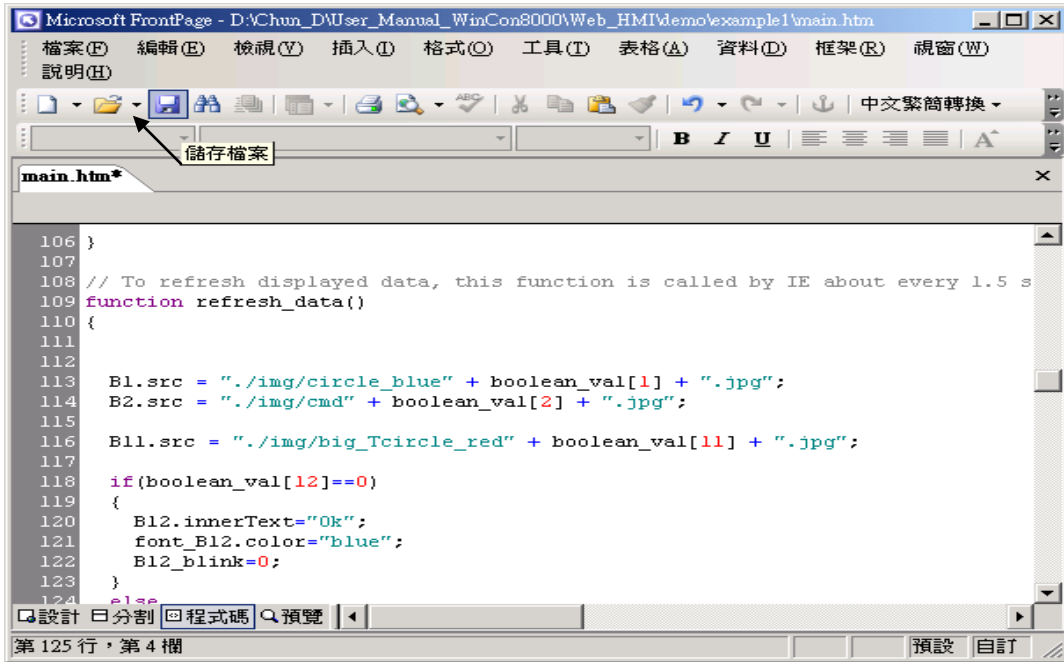 Microsoft FrontPage - D:\Chun_D\User_Manual_WinCon8000\Web_HMI\demo\example1\main.htm
檔案(F) 編輯(E) 檢視(V) 插入(I) 格式(O) 工具(T) 表格(A) 資料(D) 框架(R) 視窗(W)
說明(H)
中文繁簡轉換
B I U A
儲存檔案
main.htm*
106 }
107
108 // To refresh displayed data, this function is called by IE about every 1.5 s
109 function refresh_data()
110 {
111
112
113 B1.src = "./img/circle_blue" + boolean_val[1] + ".jpg";
114 B2.src = "./img/cmd" + boolean_val[2] + ".jpg";
115
116 B11.src = "./img/big_Tcircle_red" + boolean_val[11] + ".jpg";
117
118 if(boolean_val[12]==0)
119 {
120 B12.innerText="Ok";
121 font_B12.color="blue";
122 B12_blink=0;
123 }
124 else
設計 分割 程式碼 預覽
第 125 行，第 4 欄 預設 自訂